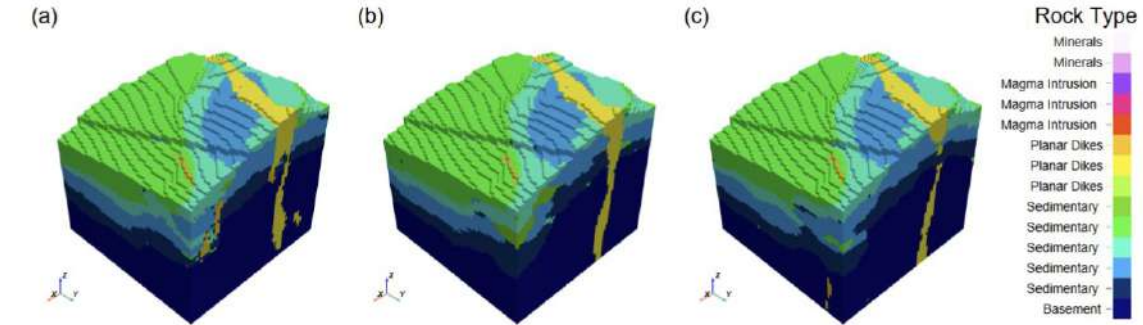 (a)
(b)
(c)
Rock Type
Minerals
Minerals
Magma Intrusion
Magma Intrusion
Magma Intrusion
Planar Dikes
Planar Dikes
Planar Dikes
Sedimentary
Sedimentary
Sedimentary
Sedimentary
Sedimentary
Basement
Z
X
Y
Z
X
Y
Z
X
Y